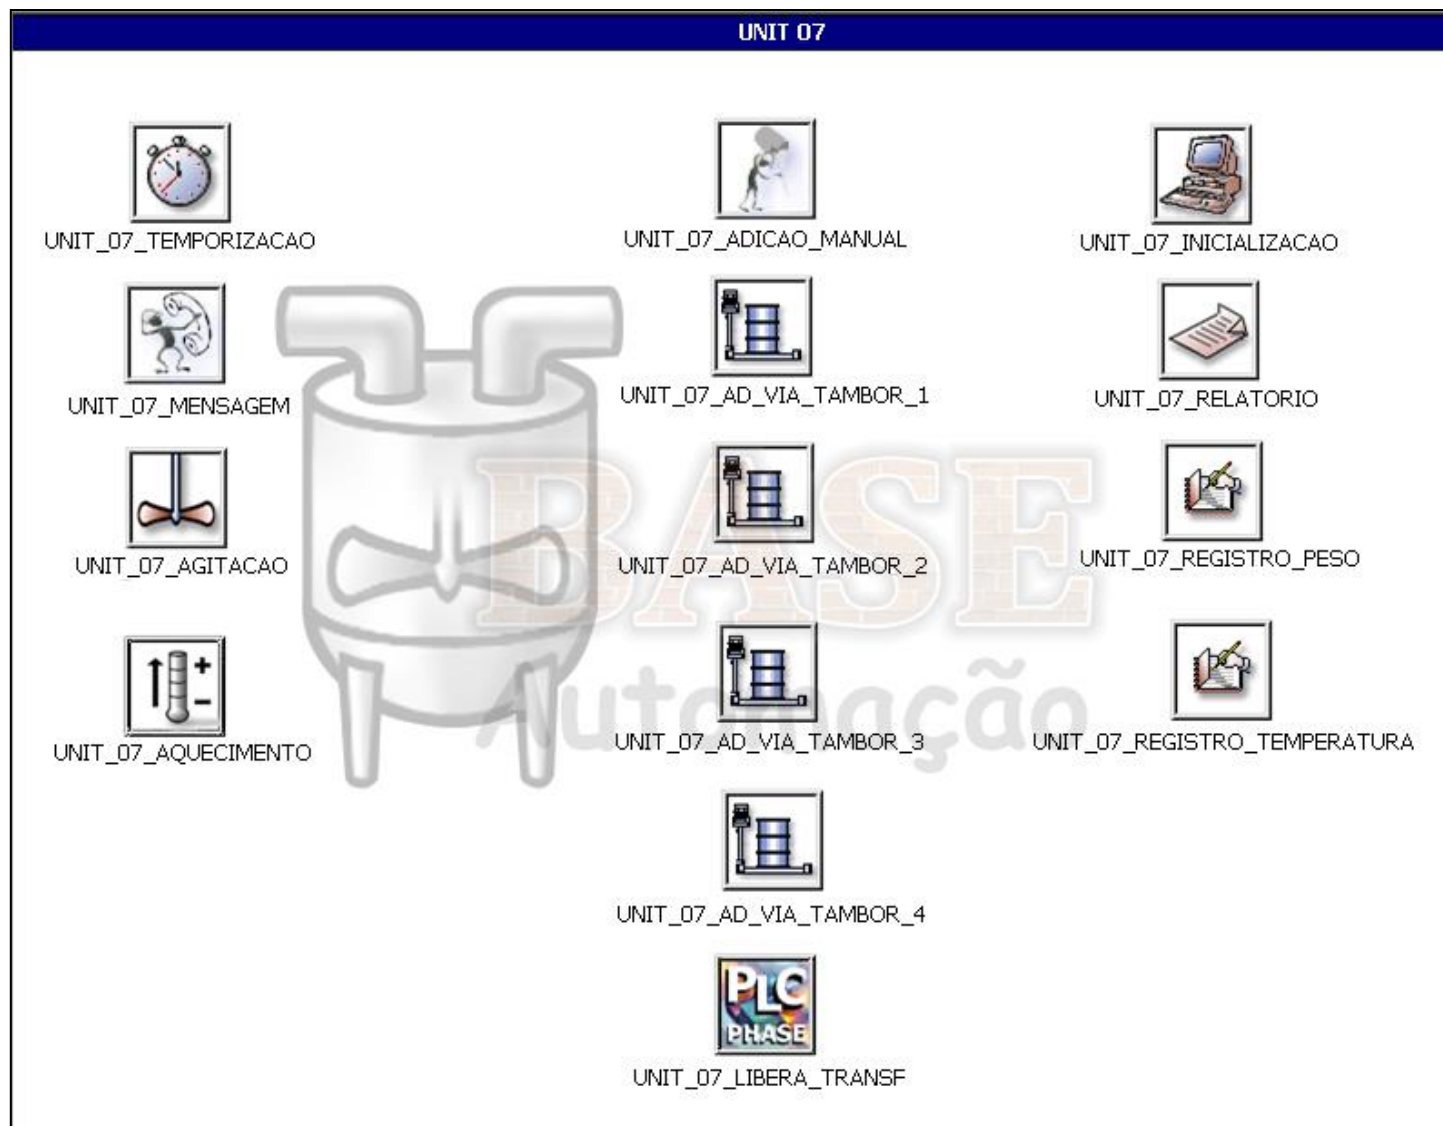 UNIT 07
UNIT_07_TEMPORIZACAO
UNIT_07_ADICAO_MANUAL
UNIT_07_INICIALIZACAO
UNIT_07_MENSAGEM
UNIT_07_AD_VIA_TAMBOR_1
UNIT_07_RELATORIO
BASE
Automação
UNIT_07_AGITACAO
UNIT_07_AD_VIA_TAMBOR_2
UNIT_07_REGISTRO_PESO
UNIT_07_AQUECIMENTO
UNIT_07_AD_VIA_TAMBOR_3
UNIT_07_REGISTRO_TEMPERATURA
UNIT_07_AD_VIA_TAMBOR_4
PLC
PHASE
UNIT_07_LIBERA_TRANSF